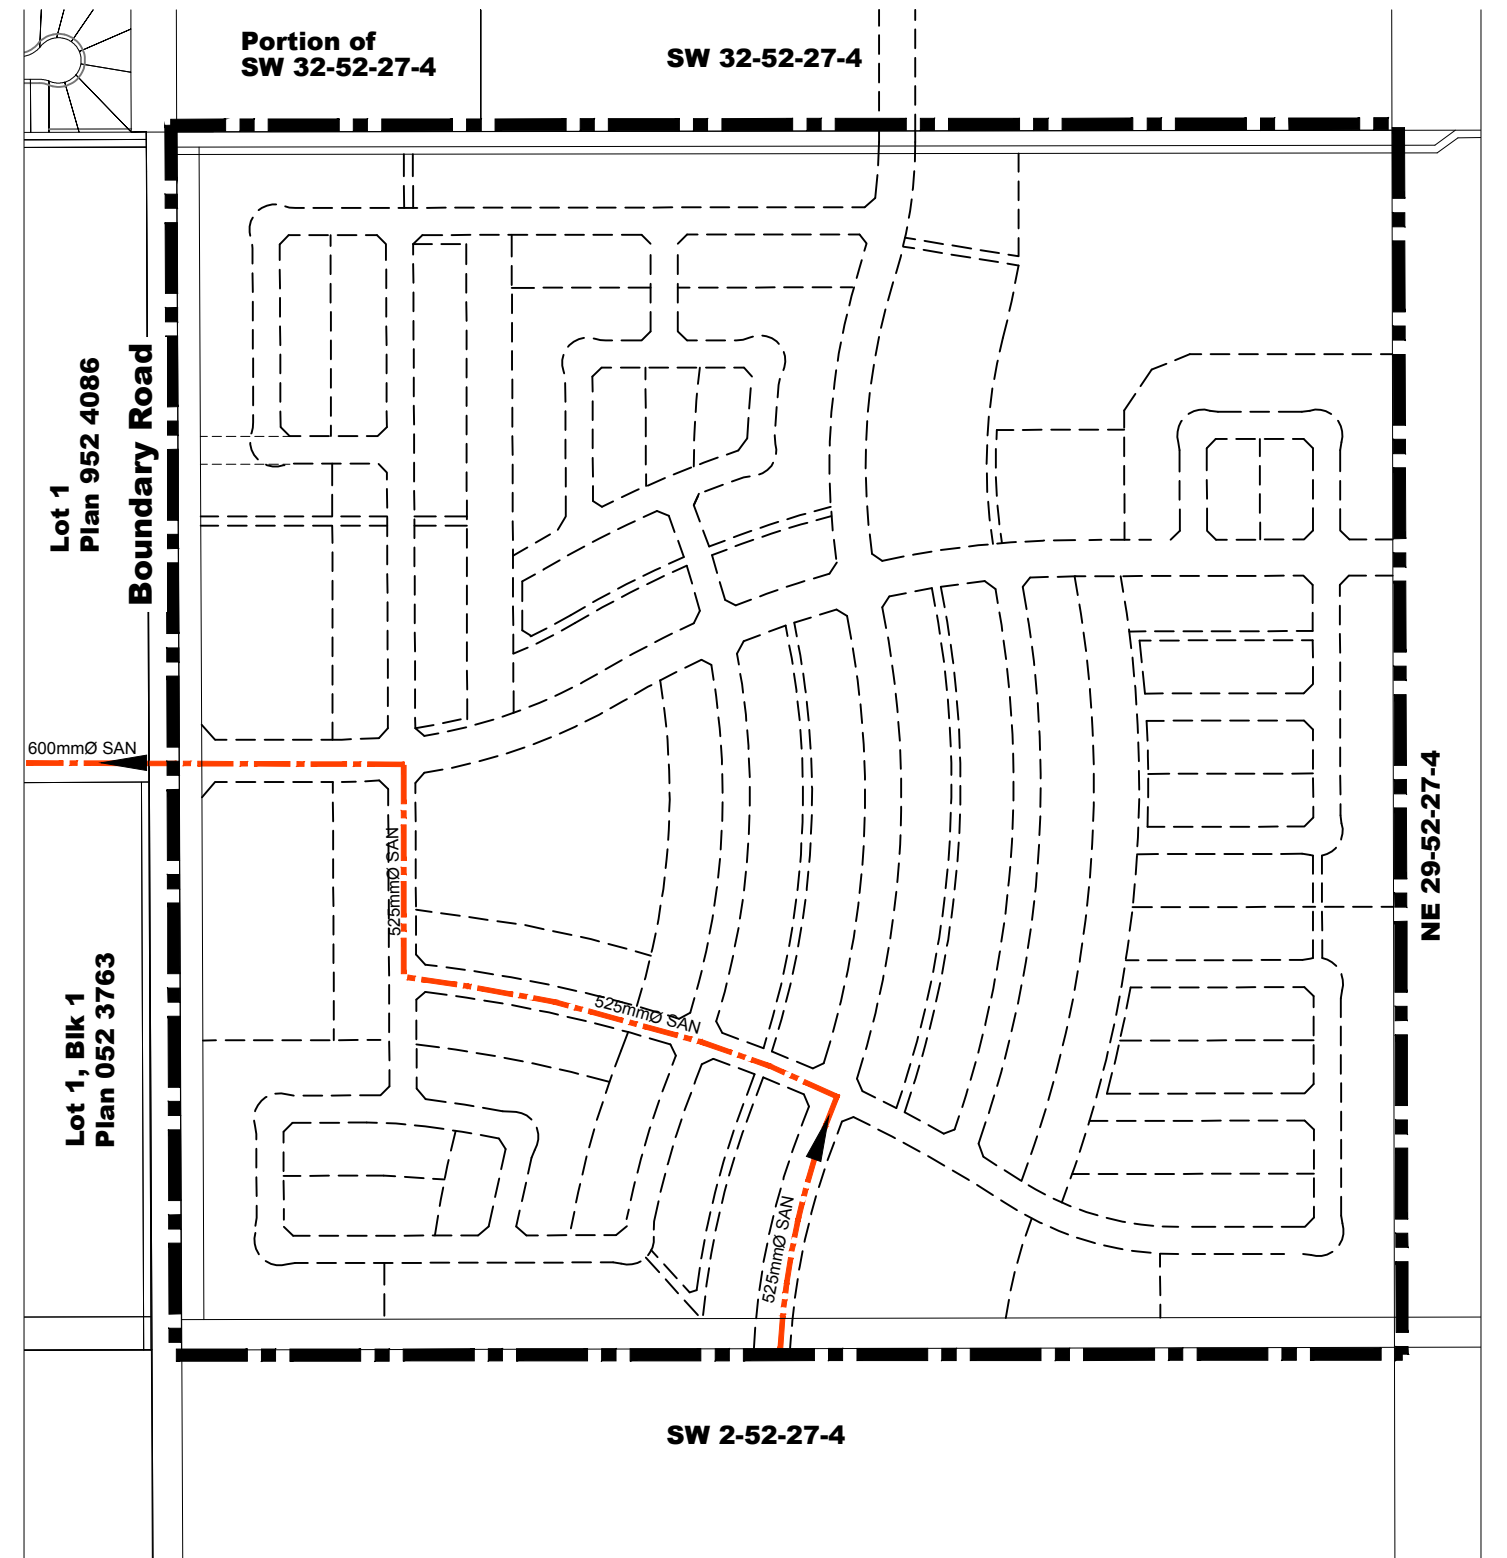 Portion of
SW 32-52-27-4
SW 32-52-27-4
Lot 1
Plan 952 4086
Boundary Road
600mmØ SAN
525mmØ SAN
525mmØ SAN
525mmØ SAN
NE 29-52-27-4
Lot 1, Blk 1
Plan 052 3763
SW 2-52-27-4